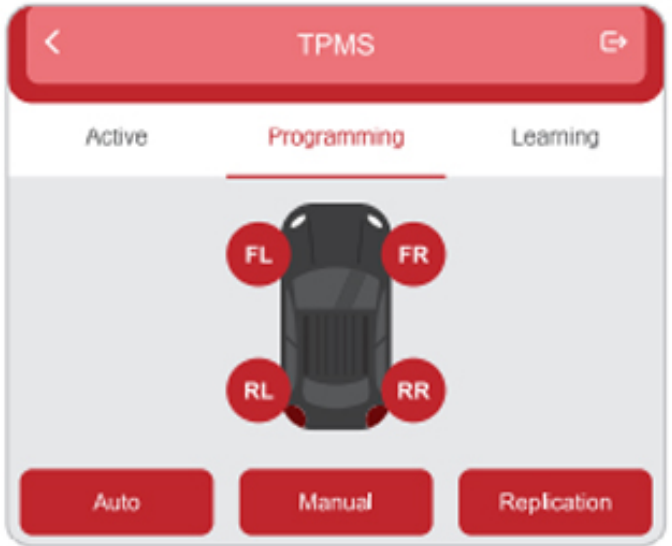 TPMS
Active Programming Learning
FL FR
RL RR
Auto Manual Replication